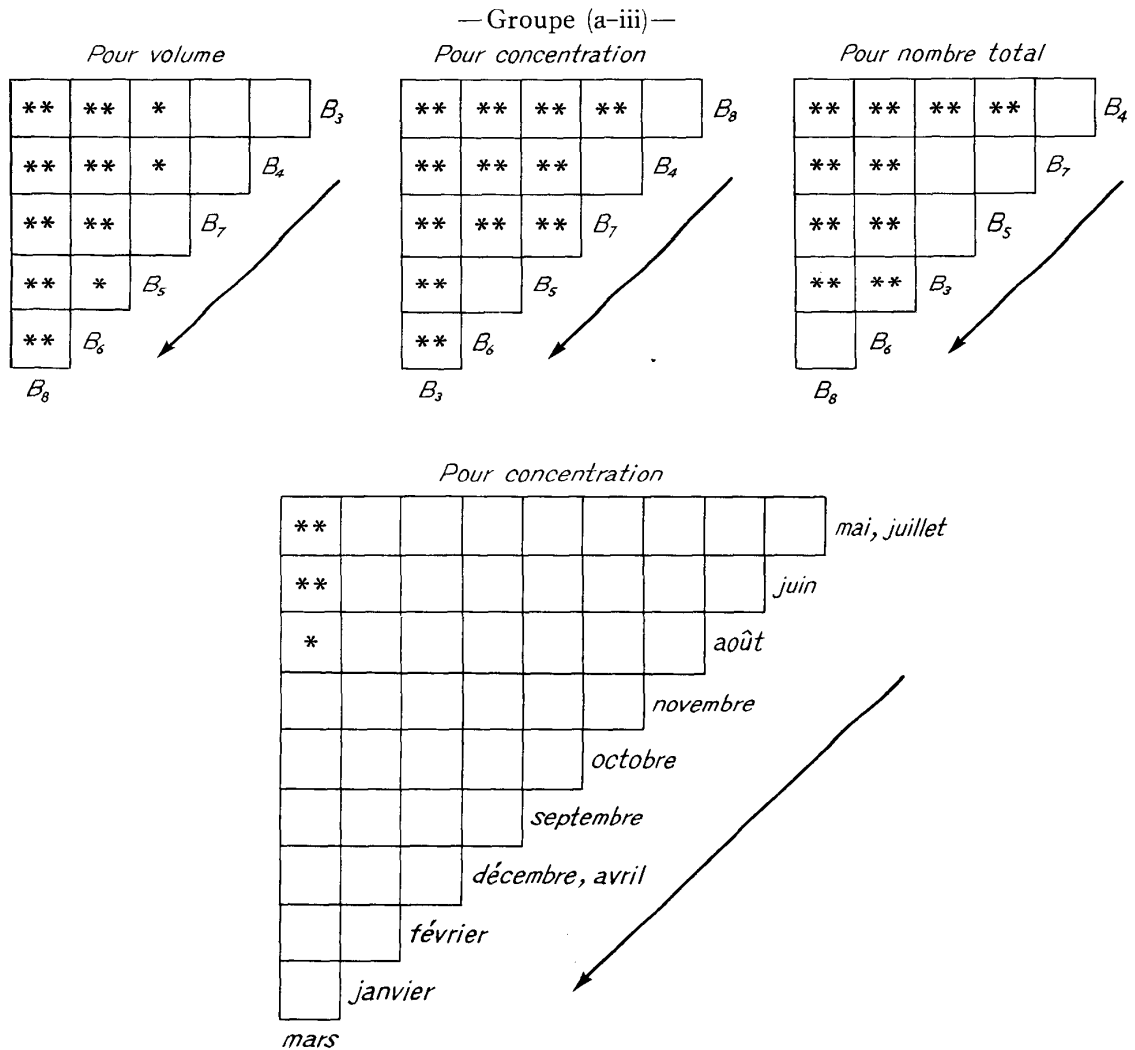 —Groupe (a–iii)—
Pour volume
** ** * B₃
** ** * B₄
** ** B₇
** * B₅
** B₆
B₈
Pour concentration
** ** ** ** B₈
** ** ** B₄
** ** ** B₇
** B₅
** B₆
B₃
Pour nombre total
** ** ** ** B₄
** ** B₇
** ** B₅
** ** B₃
B₆
B₈
Pour concentration
** mai, juillet
** juin
* août
novembre
octobre
septembre
décembre, avril
février
janvier
mars